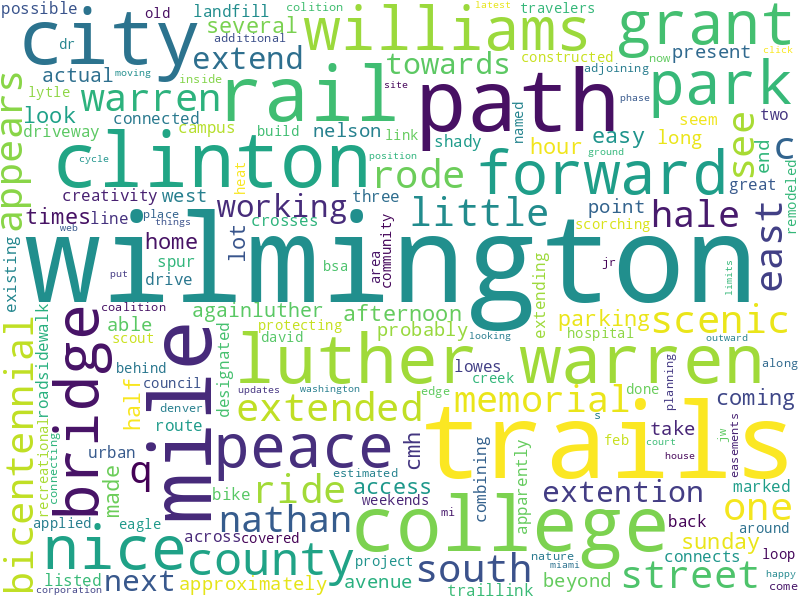 possible old landfill several colition williams travelers latest grant
city dr additional extend towards constructed click
actual moving inside rail path adjoining now present park
lytle warren site phase
look connected campus build nelson link shady named easy seem long two
driveway hour see c
appears clinton heat cycle position rode forward ground end loop great remodeled
creativity west three
times line place things working crosses little point scorching hale east
existing home spur web lot bsa area community jr
drive put wilmington limits
bicentennial roadsidewalk coalition able againluther afternoon extending parking scenic
bridge mile scout protecting david probably hospital looking outward
behind designated luther warren lowes creek done along
recreational half council updates washington edge memorial planning coming
denver extended trails
connecting route peace cmh s feb court take easements
urban made q ride house jw one marked
estimated access combining apparently extention back around
bike weekends mi
applied eagle across covered nathan college connects sunday
nice county project nature miami street loop
listed next avenue south beyond happy
corporation approximately traillink come